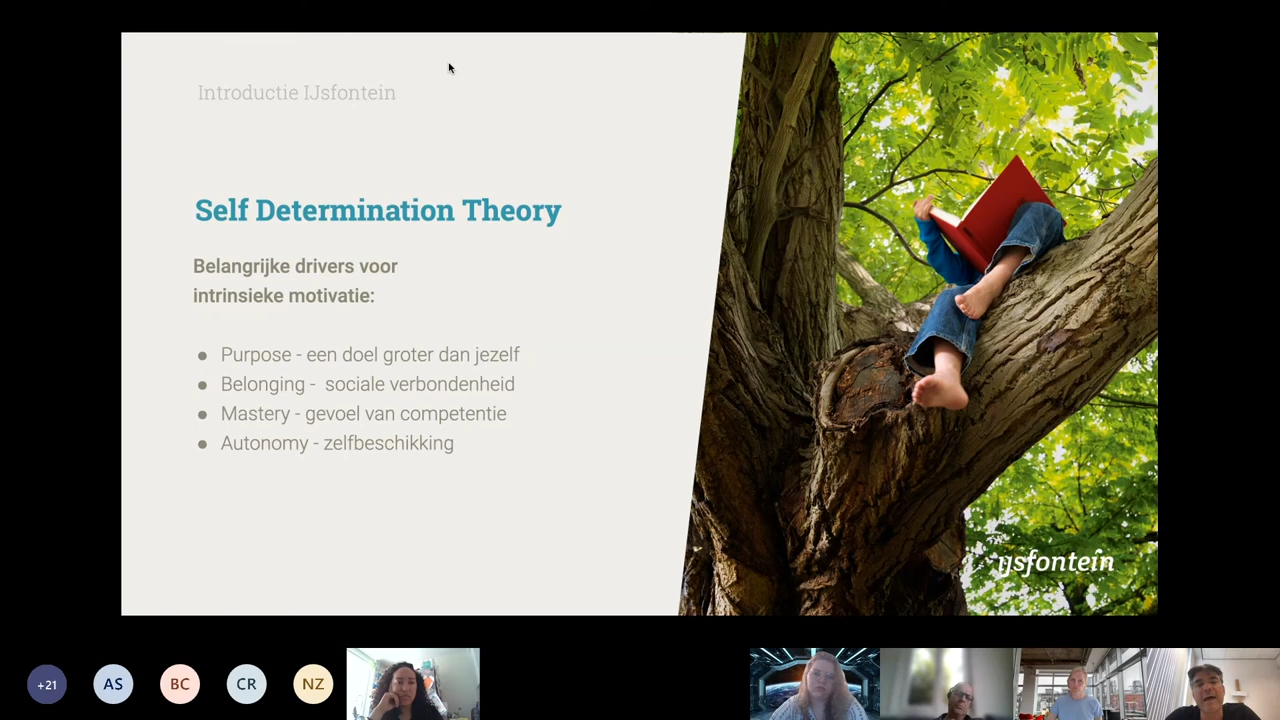 Introductie IJsfontein
Self Determination Theory
Belangrijke drivers voor
intrinsieke motivatie:
● Purpose - een doel groter dan jezelf
● Belonging - sociale verbondenheid
● Mastery - gevoel van competentie
● Autonomy - zelfbeschikking
ijsfontein
+21
AS
BC
CR
NZ